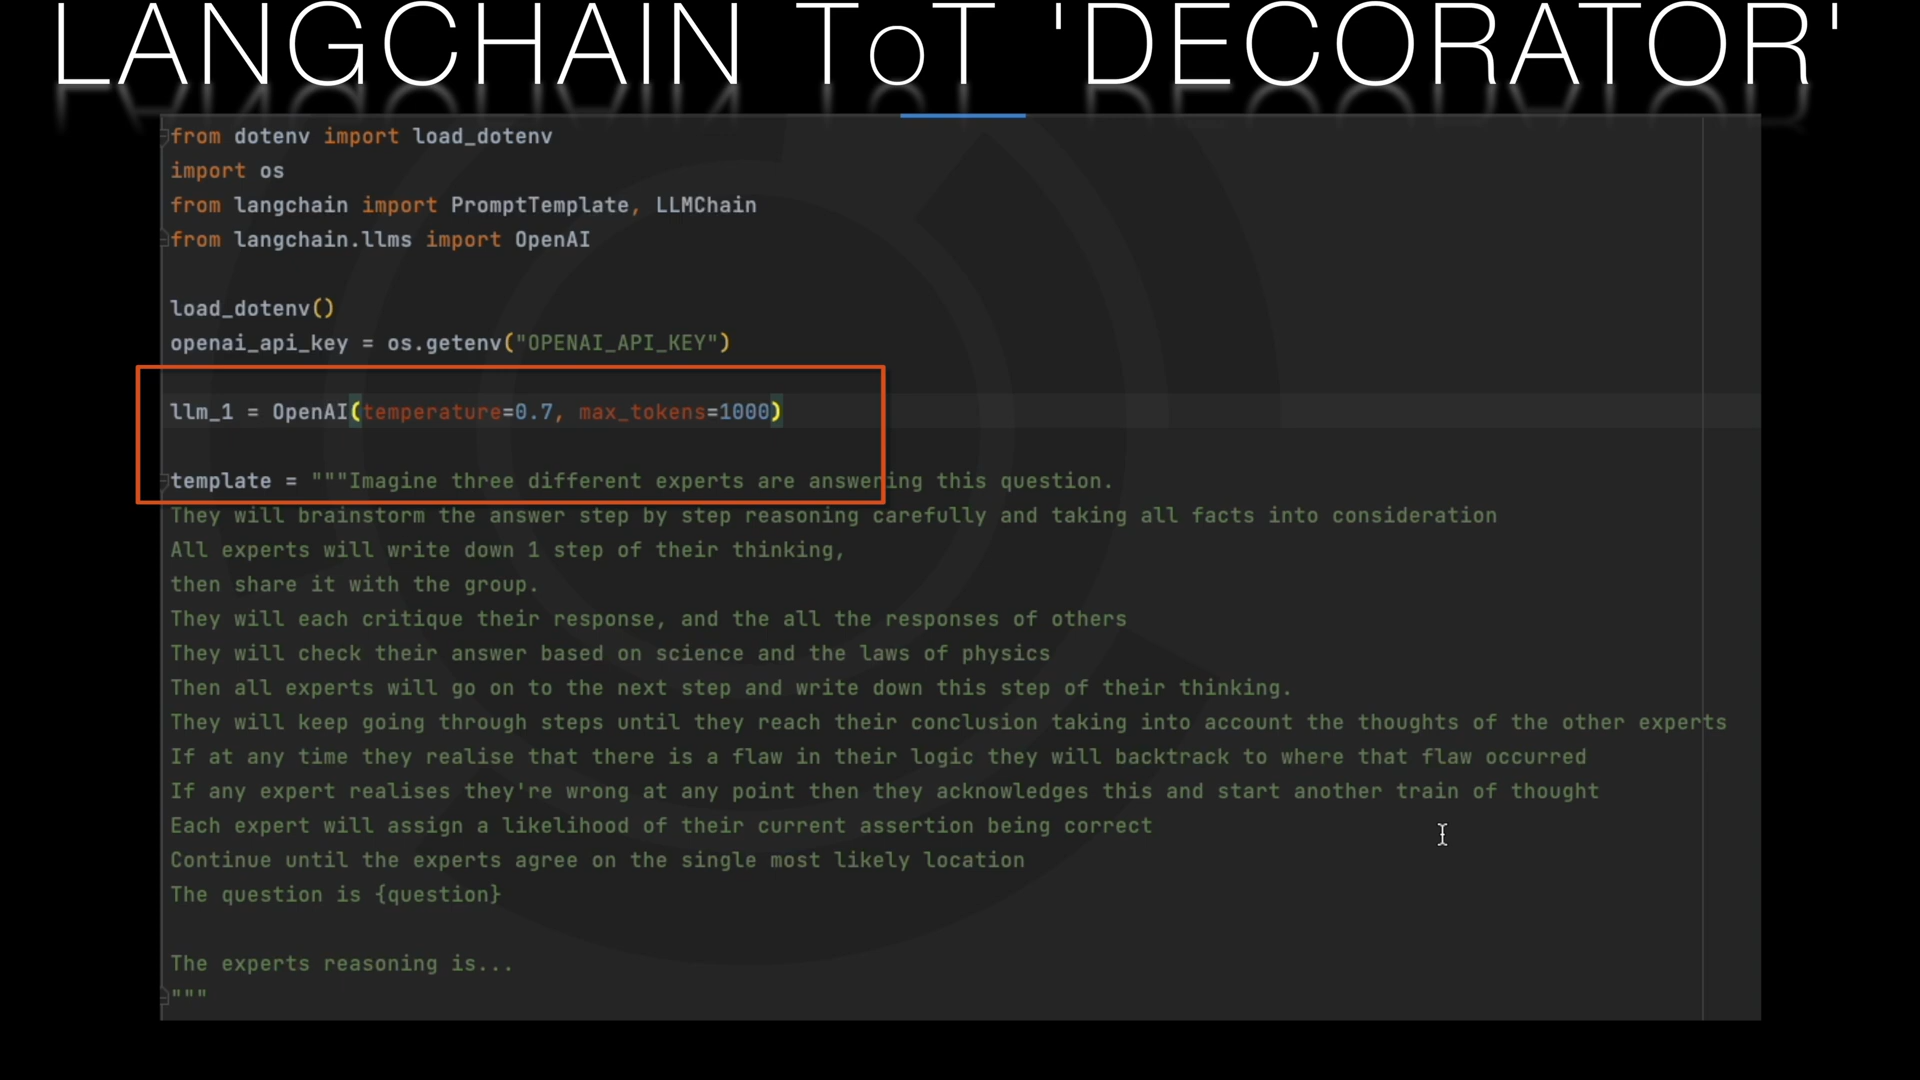 LANGCHAIN ToT 'DECORATOR'
from dotenv import load_dotenv
import os
from langchain import PromptTemplate, LLMChain
from langchain.llms import OpenAI
load_dotenv()
openai_api_key = os.getenv("OPENAI_API_KEY")
llm_1 = OpenAI(temperature=0.7, max_tokens=1000)
template = """Imagine three different experts are answering this question.
They will brainstorm the answer step by step reasoning carefully and taking all facts into consideration
All experts will write down 1 step of their thinking,
then share it with the group.
They will each critique their response, and the all the responses of others
They will check their answer based on science and the laws of physics
Then all experts will go on to the next step and write down this step of their thinking.
They will keep going through steps until they reach their conclusion taking into account the thoughts of the other experts
If at any time they realise that there is a flaw in their logic they will backtrack to where that flaw occurred
If any expert realises they're wrong at any point then they acknowledges this and start another train of thought
Each expert will assign a likelihood of their current assertion being correct
Continue until the experts agree on the single most likely location
The question is {question}
The experts reasoning is...
"""